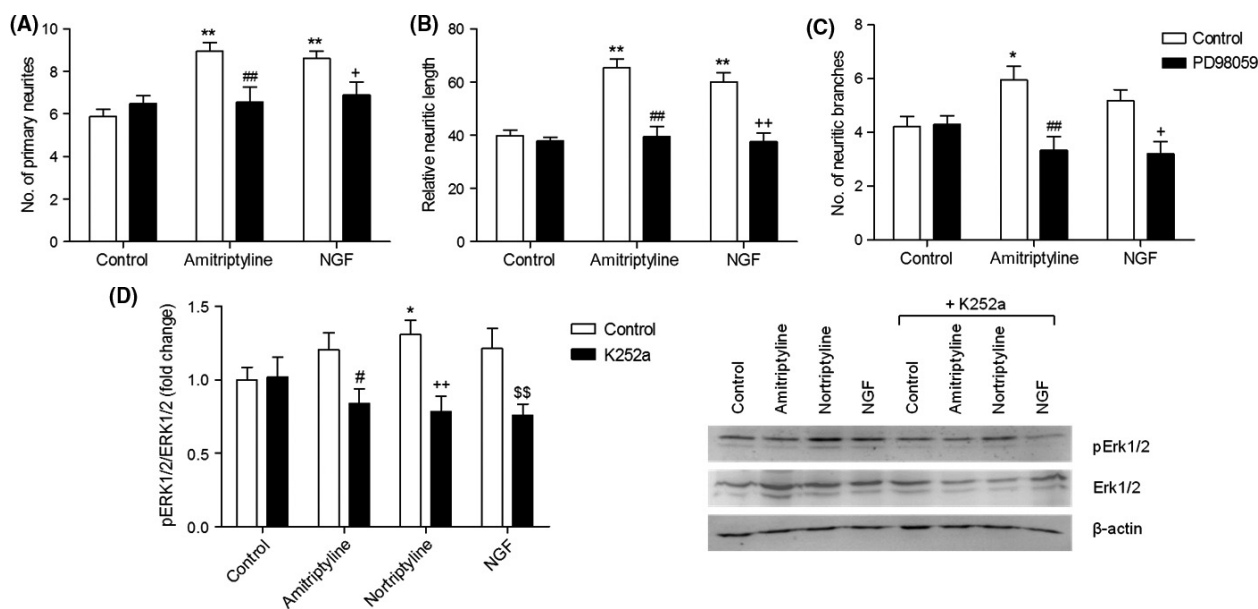 (A)
No. of primary neurites
10
8
6
4
2
0
**
##
**
+
Control
Amitriptyline
NGF
(B)
Relative neuritic length
80
60
40
20
0
**
##
**
++
Control
Amitriptyline
NGF
(C)
No. of neuritic branches
8
6
4
2
0
*
##
+
Control
Amitriptyline
NGF
Control
PD98059
(D)
pERK1/2/ERK1/2 (fold change)
1.5
1.0
0.5
0.0
#
*
++
$$
Control
Amitriptyline
Nortriptyline
NGF
Control
K252a
+ K252a
Control
Amitriptyline
Nortriptyline
NGF
Control
Amitriptyline
Nortriptyline
NGF
pErk1/2
Erk1/2
β-actin